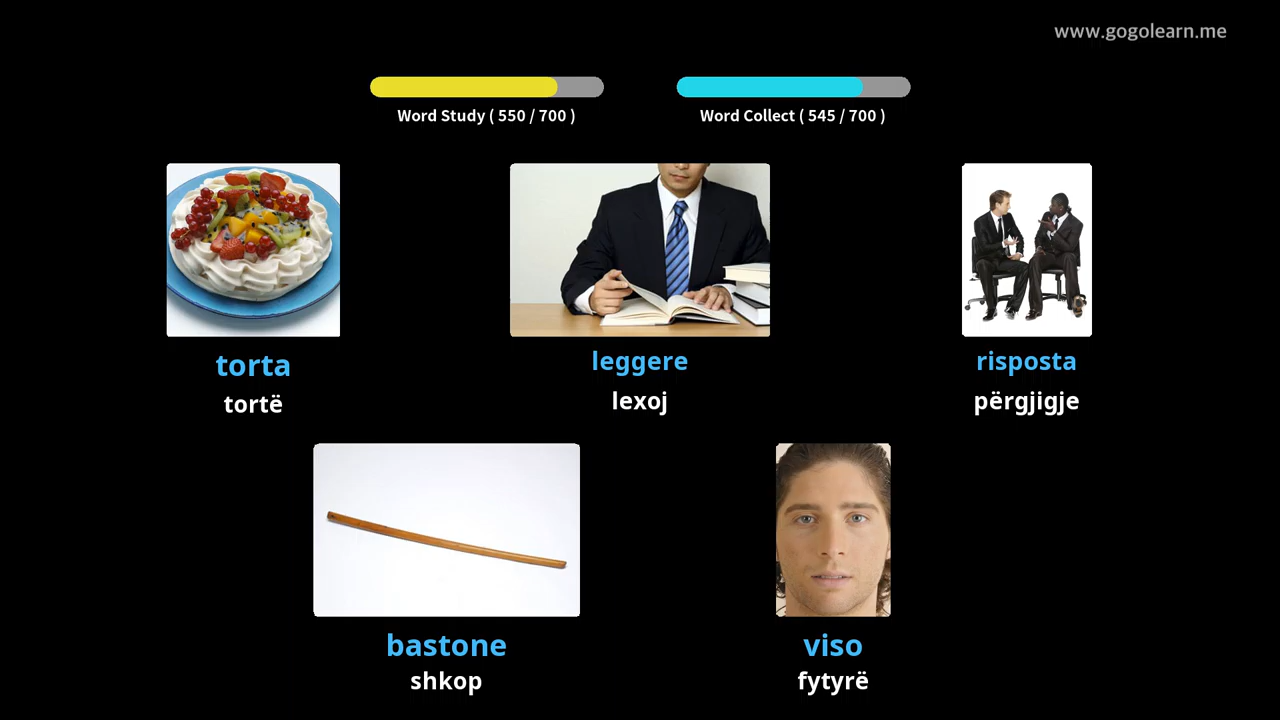 www.gogolearn.me
Word Study ( 550 / 700 )
Word Collect ( 545 / 700 )
torta
tortë
leggere
lexoj
risposta
përgjigje
bastone
shkop
viso
fytyrë